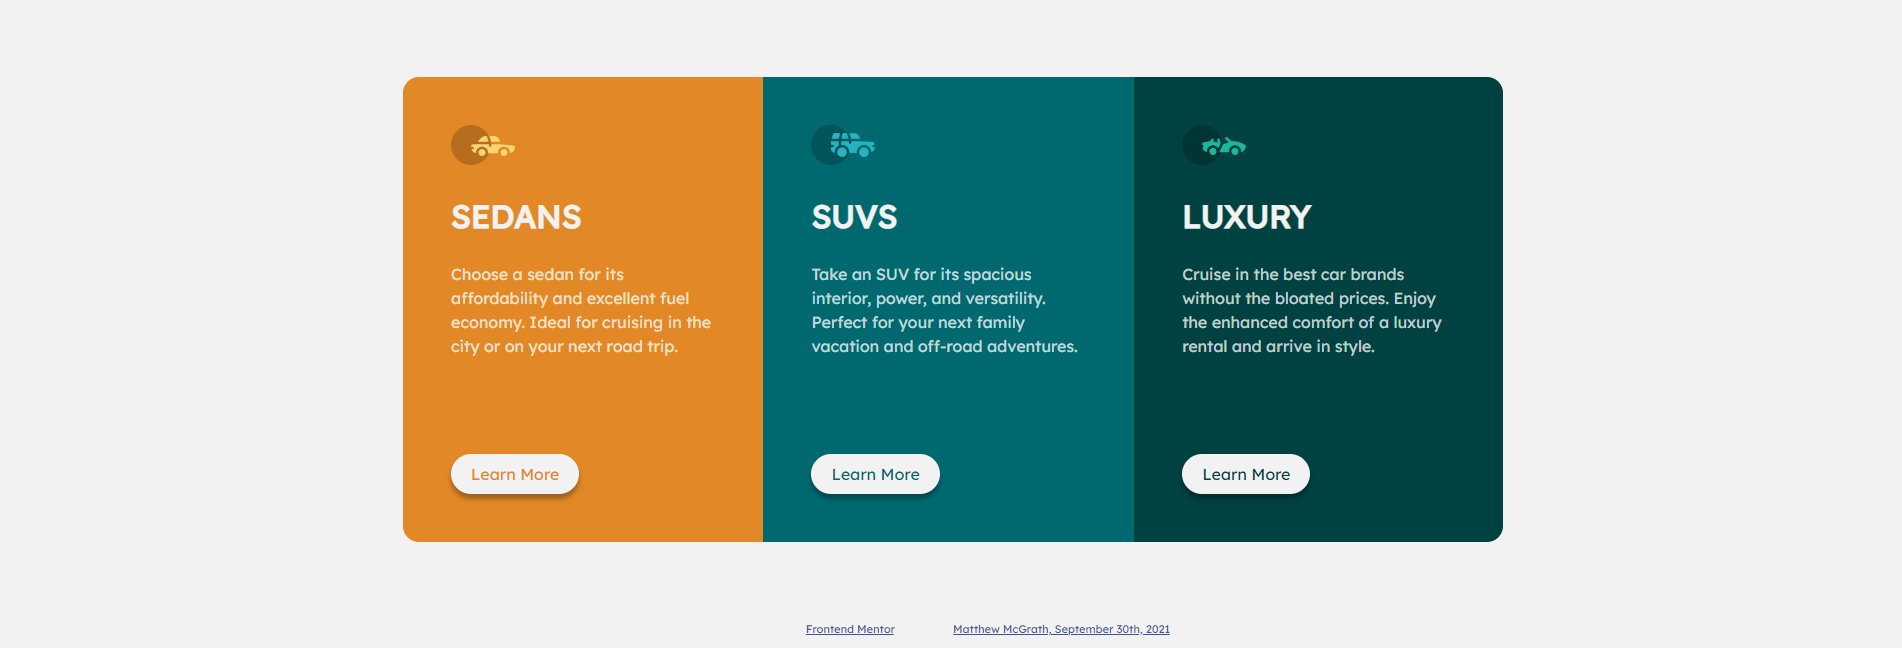 SEDANS
Choose a sedan for its
affordability and excellent fuel
economy. Ideal for cruising in the
city or on your next road trip.
Learn More
SUVS
Take an SUV for its spacious
interior, power, and versatility.
Perfect for your next family
vacation and off-road adventures.
Learn More
LUXURY
Cruise in the best car brands
without the bloated prices. Enjoy
the enhanced comfort of a luxury
rental and arrive in style.
Learn More
Frontend Mentor
Matthew McGrath, September 30th, 2021